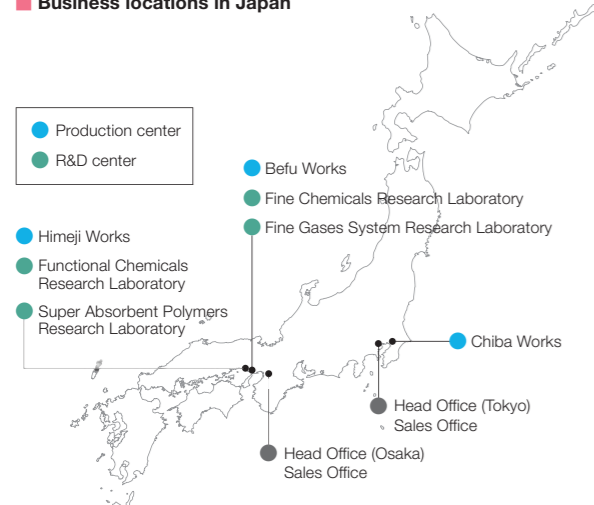 Business locations in Japan
Production center
R&D center
Befu Works
Fine Chemicals Research Laboratory
Fine Gases System Research Laboratory
Himeji Works
Functional Chemicals
Research Laboratory
Super Absorbent Polymers
Research Laboratory
Chiba Works
Head Office (Tokyo)
Sales Office
Head Office (Osaka)
Sales Office